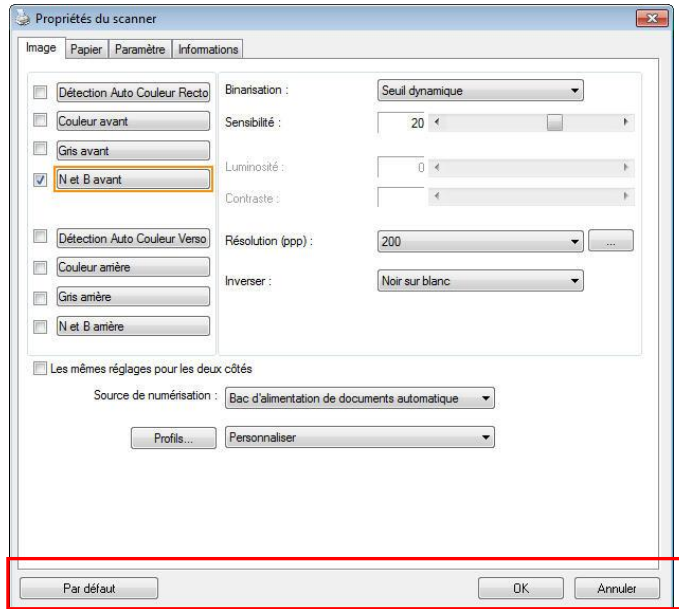 Propriétés du scanner
Image Papier Paramètre Informations
Détection Auto Couleur Recto
Couleur avant
Gris avant
N et B avant
Détection Auto Couleur Verso
Couleur arrière
Gris arrière
N et B arrière
Binarisation : Seuil dynamique
Sensibilité : 20
Luminosité : 0
Contraste :
Résolution (ppp) : 200 ...
Inverser : Noir sur blanc
Les mêmes réglages pour les deux côtés
Source de numérisation : Bac d'alimentation de documents automatique
Profils... Personnaliser
Par défaut OK Annuler